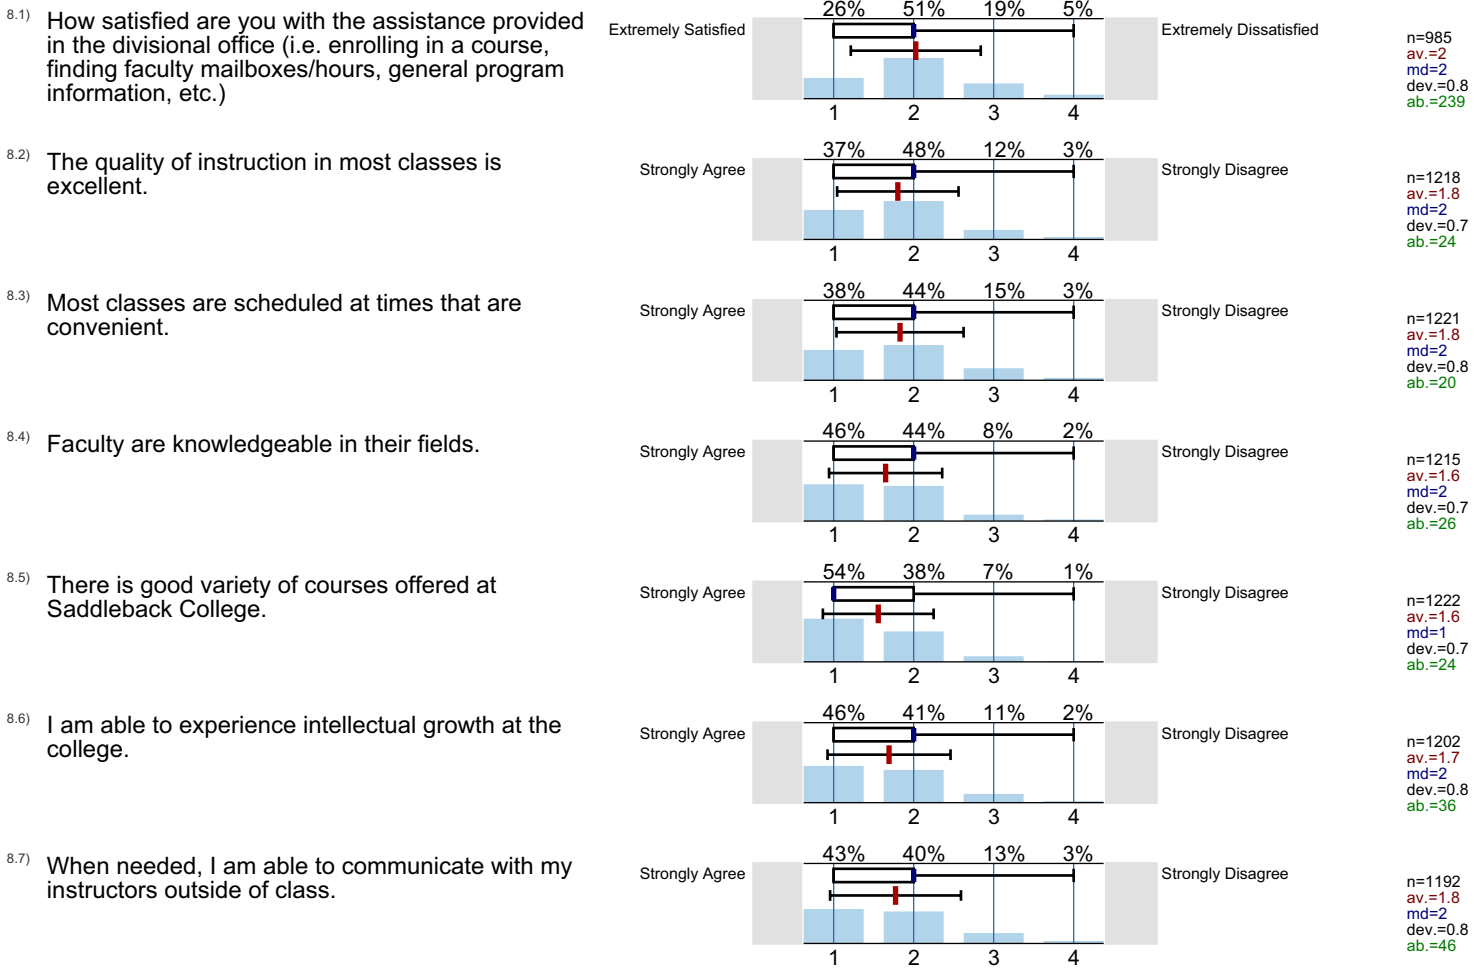 8.1) How satisfied are you with the assistance provided
in the divisional office (i.e. enrolling in a course,
finding faculty mailboxes/hours, general program
information, etc.)
Extremely Satisfied
26% 51% 19% 5%
1 2 3 4
Extremely Dissatisfied
n=985
av.=2
md=2
dev.=0.8
ab.=239
8.2) The quality of instruction in most classes is
excellent.
Strongly Agree
37% 48% 12% 3%
1 2 3 4
Strongly Disagree
n=1218
av.=1.8
md=2
dev.=0.7
ab.=24
8.3) Most classes are scheduled at times that are
convenient.
Strongly Agree
38% 44% 15% 3%
1 2 3 4
Strongly Disagree
n=1221
av.=1.8
md=2
dev.=0.8
ab.=20
8.4) Faculty are knowledgeable in their fields.
Strongly Agree
46% 44% 8% 2%
1 2 3 4
Strongly Disagree
n=1215
av.=1.6
md=2
dev.=0.7
ab.=26
8.5) There is good variety of courses offered at
Saddleback College.
Strongly Agree
54% 38% 7% 1%
1 2 3 4
Strongly Disagree
n=1222
av.=1.6
md=1
dev.=0.7
ab.=24
8.6) I am able to experience intellectual growth at the
college.
Strongly Agree
46% 41% 11% 2%
1 2 3 4
Strongly Disagree
n=1202
av.=1.7
md=2
dev.=0.8
ab.=36
8.7) When needed, I am able to communicate with my
instructors outside of class.
Strongly Agree
43% 40% 13% 3%
1 2 3 4
Strongly Disagree
n=1192
av.=1.8
md=2
dev.=0.8
ab.=46